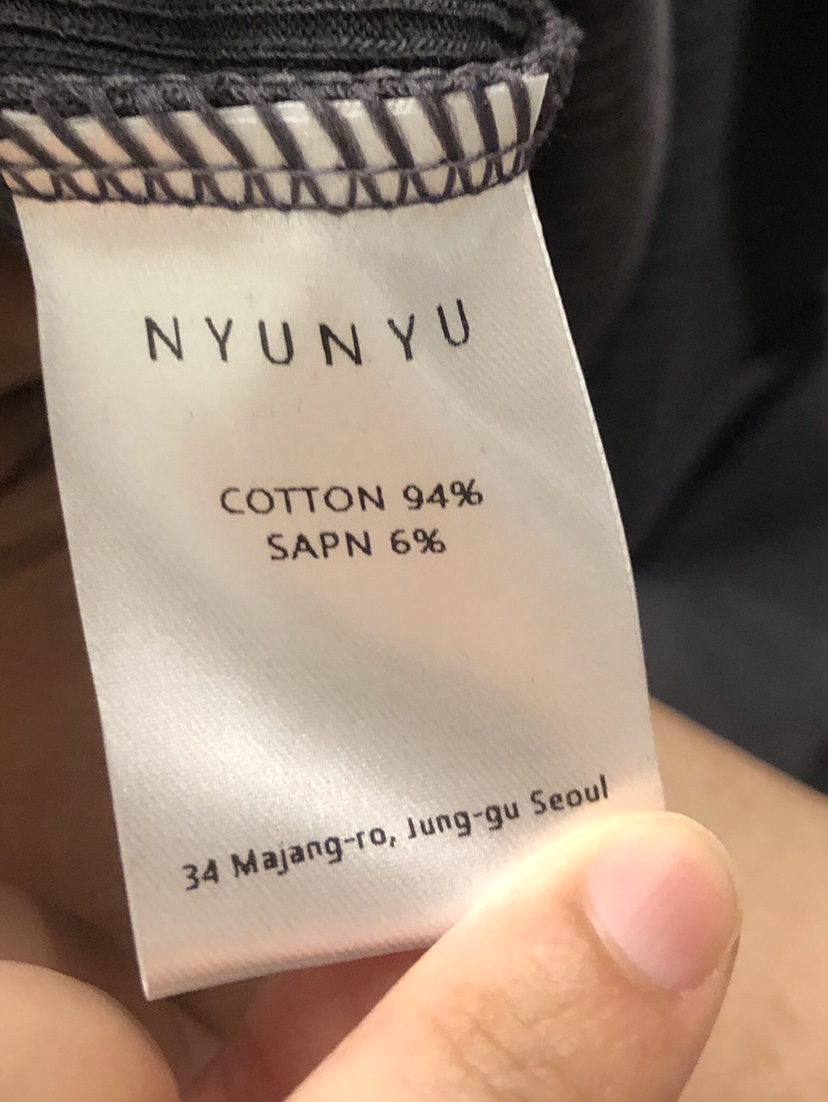 NYUNYU
COTTON 94%
SAPN 6%
34 Majang-ro, Jung-gu Seoul